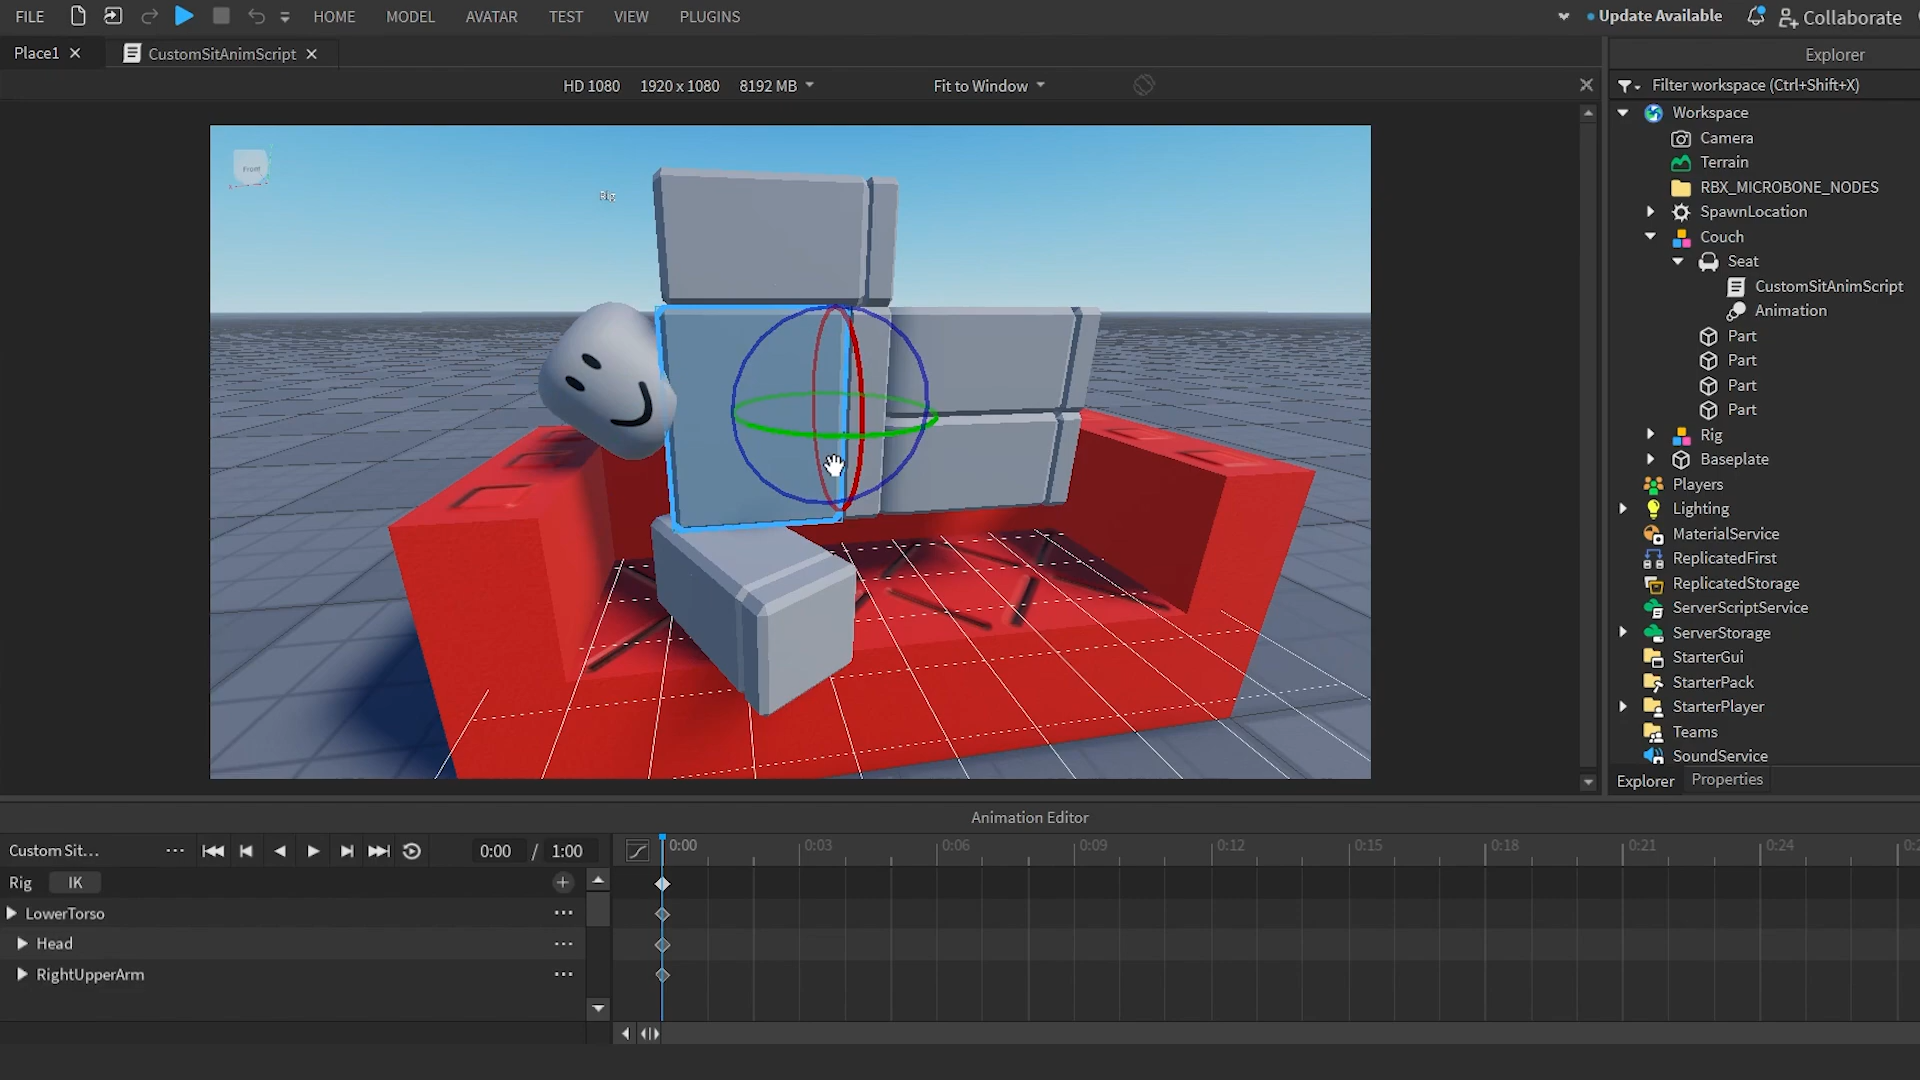 FILE HOME MODEL AVATAR TEST VIEW PLUGINS Update Available Collaborate
Place1 CustomSitAnimScript
HD 1080 1920 x 1080 8192 MB Fit to Window
Front
Rig
Explorer
Filter workspace (Ctrl+Shift+X)
Workspace
Camera
Terrain
RBX_MICROBONE_NODES
SpawnLocation
Couch
Seat
CustomSitAnimScript
Animation
Part
Part
Part
Part
Rig
Baseplate
Players
Lighting
MaterialService
ReplicatedFirst
ReplicatedStorage
ServerScriptService
ServerStorage
StarterGui
StarterPack
StarterPlayer
Teams
SoundService
Explorer Properties
Animation Editor
Custom Sit... 0:00 / 1:00 0:00 0:03 0:06 0:09 0:12 0:15 0:18 0:21 0:24
Rig IK
LowerTorso
Head
RightUpperArm